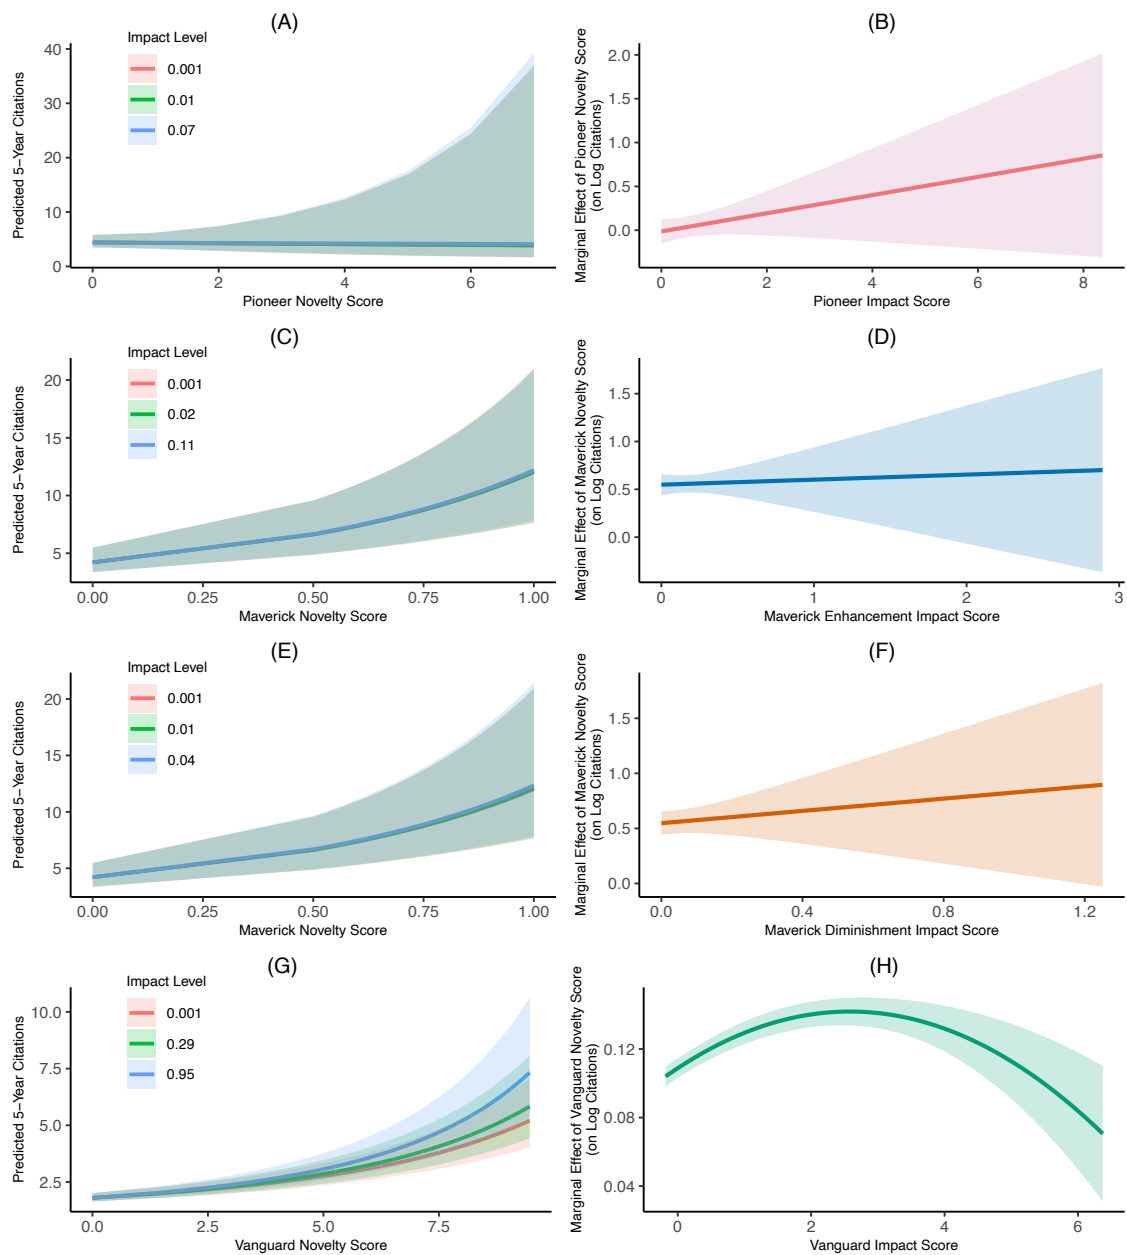 (A)
Impact Level
0.001
0.01
0.07
Predicted 5−Year Citations
40
30
20
10
0
0 2 4 6
Pioneer Novelty Score
(B)
Marginal Effect of Pioneer Novelty Score
(on Log Citations)
2.0
1.5
1.0
0.5
0.0
0 2 4 6 8
Pioneer Impact Score
(C)
Impact Level
0.001
0.02
0.11
Predicted 5−Year Citations
20
15
10
5
0.00 0.25 0.50 0.75 1.00
Maverick Novelty Score
(D)
Marginal Effect of Maverick Novelty Score
(on Log Citations)
1.5
1.0
0.5
0.0
0 1 2 3
Maverick Enhancement Impact Score
(E)
Impact Level
0.001
0.01
0.04
Predicted 5−Year Citations
20
15
10
5
0.00 0.25 0.50 0.75 1.00
Maverick Novelty Score
(F)
Marginal Effect of Maverick Novelty Score
(on Log Citations)
1.5
1.0
0.5
0.0
0.0 0.4 0.8 1.2
Maverick Diminishment Impact Score
(G)
Impact Level
0.001
0.29
0.95
Predicted 5−Year Citations
10.0
7.5
5.0
2.5
0.0 2.5 5.0 7.5
Vanguard Novelty Score
(H)
Marginal Effect of Vanguard Novelty Score
(on Log Citations)
0.12
0.08
0.04
0 2 4 6
Vanguard Impact Score